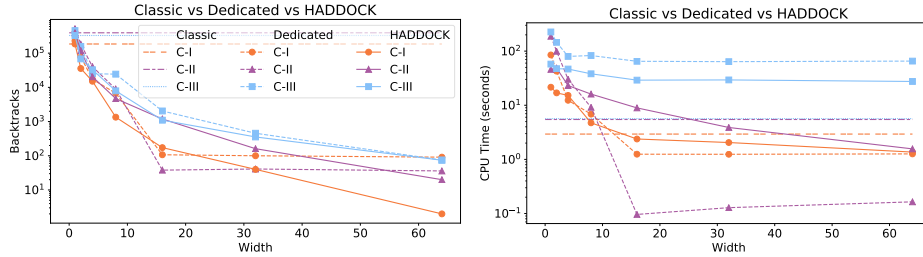 Classic vs Dedicated vs HADDOCK
Backtracks
10^5
10^4
10^3
10^2
10^1
Classic Dedicated HADDOCK
C-I C-I C-I
C-II C-II C-II
C-III C-III C-III
0 10 20 30 40 50 60
Width
Classic vs Dedicated vs HADDOCK
CPU Time (seconds)
10^2
10^1
10^0
10^-1
0 10 20 30 40 50 60
Width